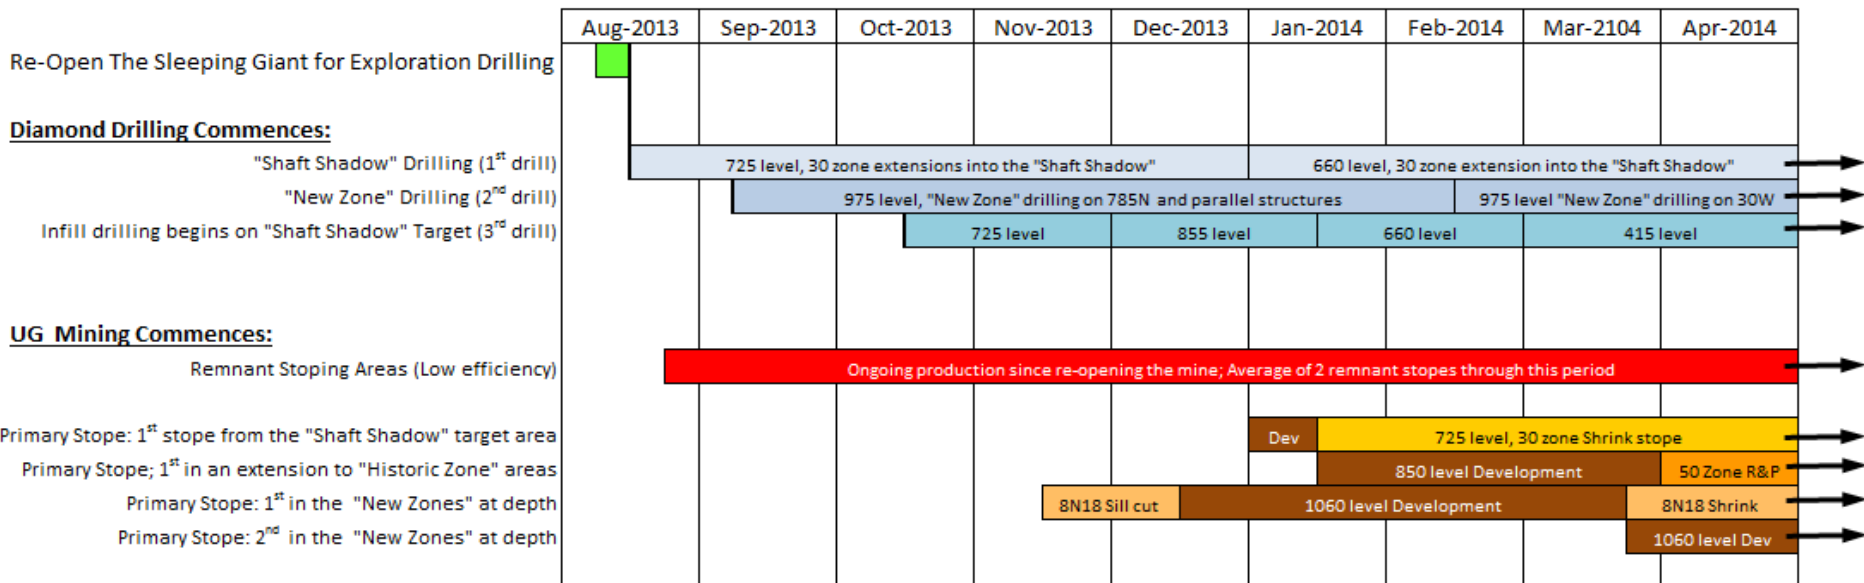 Aug-2013 Sep-2013 Oct-2013 Nov-2013 Dec-2013 Jan-2014 Feb-2014 Mar-2104 Apr-2014
Re-Open The Sleeping Giant for Exploration Drilling
Diamond Drilling Commences:
"Shaft Shadow" Drilling (1st drill) 725 level, 30 zone extensions into the "Shaft Shadow" 660 level, 30 zone extension into the "Shaft Shadow"
"New Zone" Drilling (2nd drill) 975 level, "New Zone" drilling on 785N and parallel structures 975 level "New Zone" drilling on 30W
Infill drilling begins on "Shaft Shadow" Target (3rd drill) 725 level 855 level 660 level 415 level
UG Mining Commences:
Remnant Stoping Areas (Low efficiency) Ongoing production since re-opening the mine; Average of 2 remnant stopes through this period
Primary Stope: 1st stope from the "Shaft Shadow" target area Dev 725 level, 30 zone Shrink stope
Primary Stope; 1st in an extension to "Historic Zone" areas 850 level Development 50 Zone R&P
Primary Stope: 1st in the "New Zones" at depth 8N18 Sill cut 1060 level Development 8N18 Shrink
Primary Stope: 2nd in the "New Zones" at depth 1060 level Dev